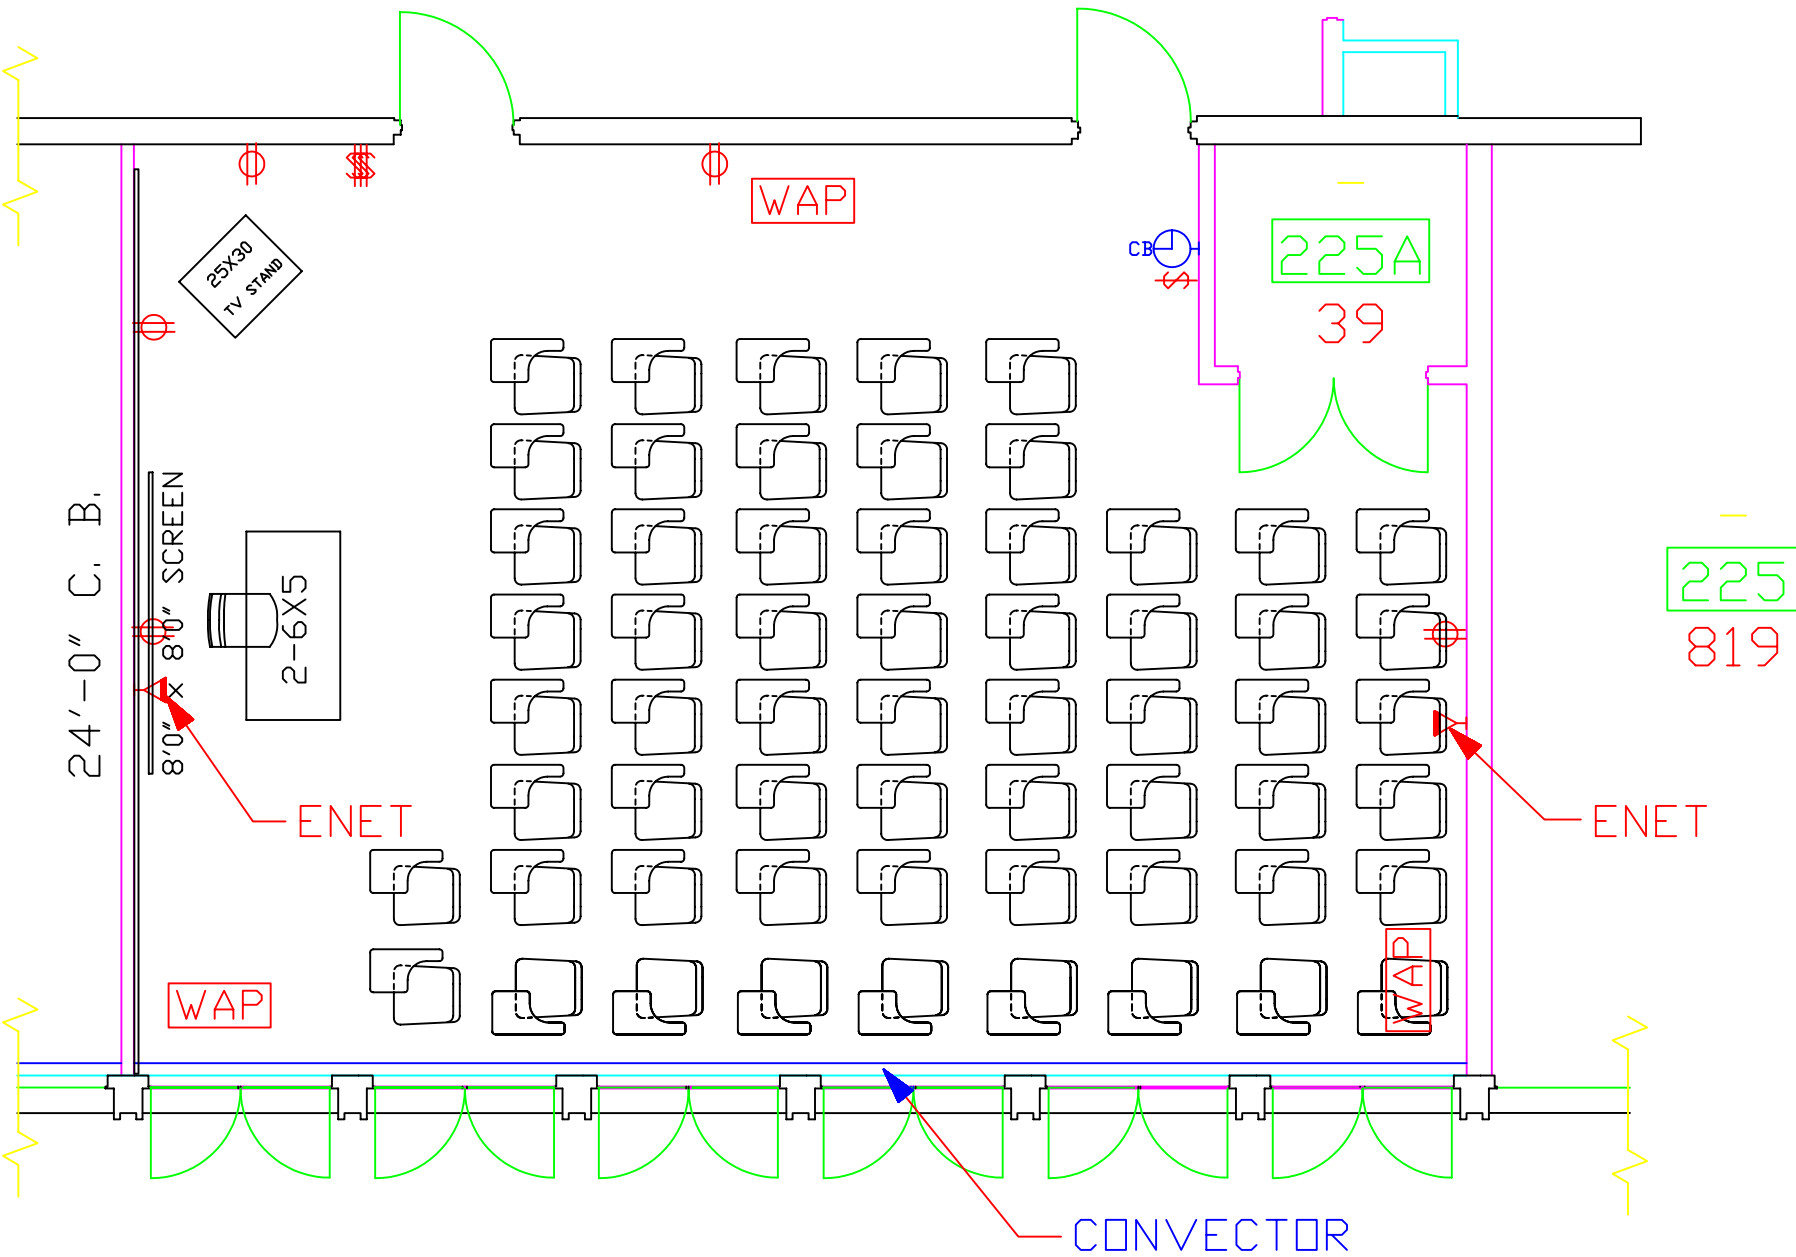 WAP
CB
225A
25X30
TV STAND
39
24'-0" C. B.
8'0" x 8'0" SCREEN
2-6X5
225
819
ENET
ENET
WAP
WAP
CONVECTOR